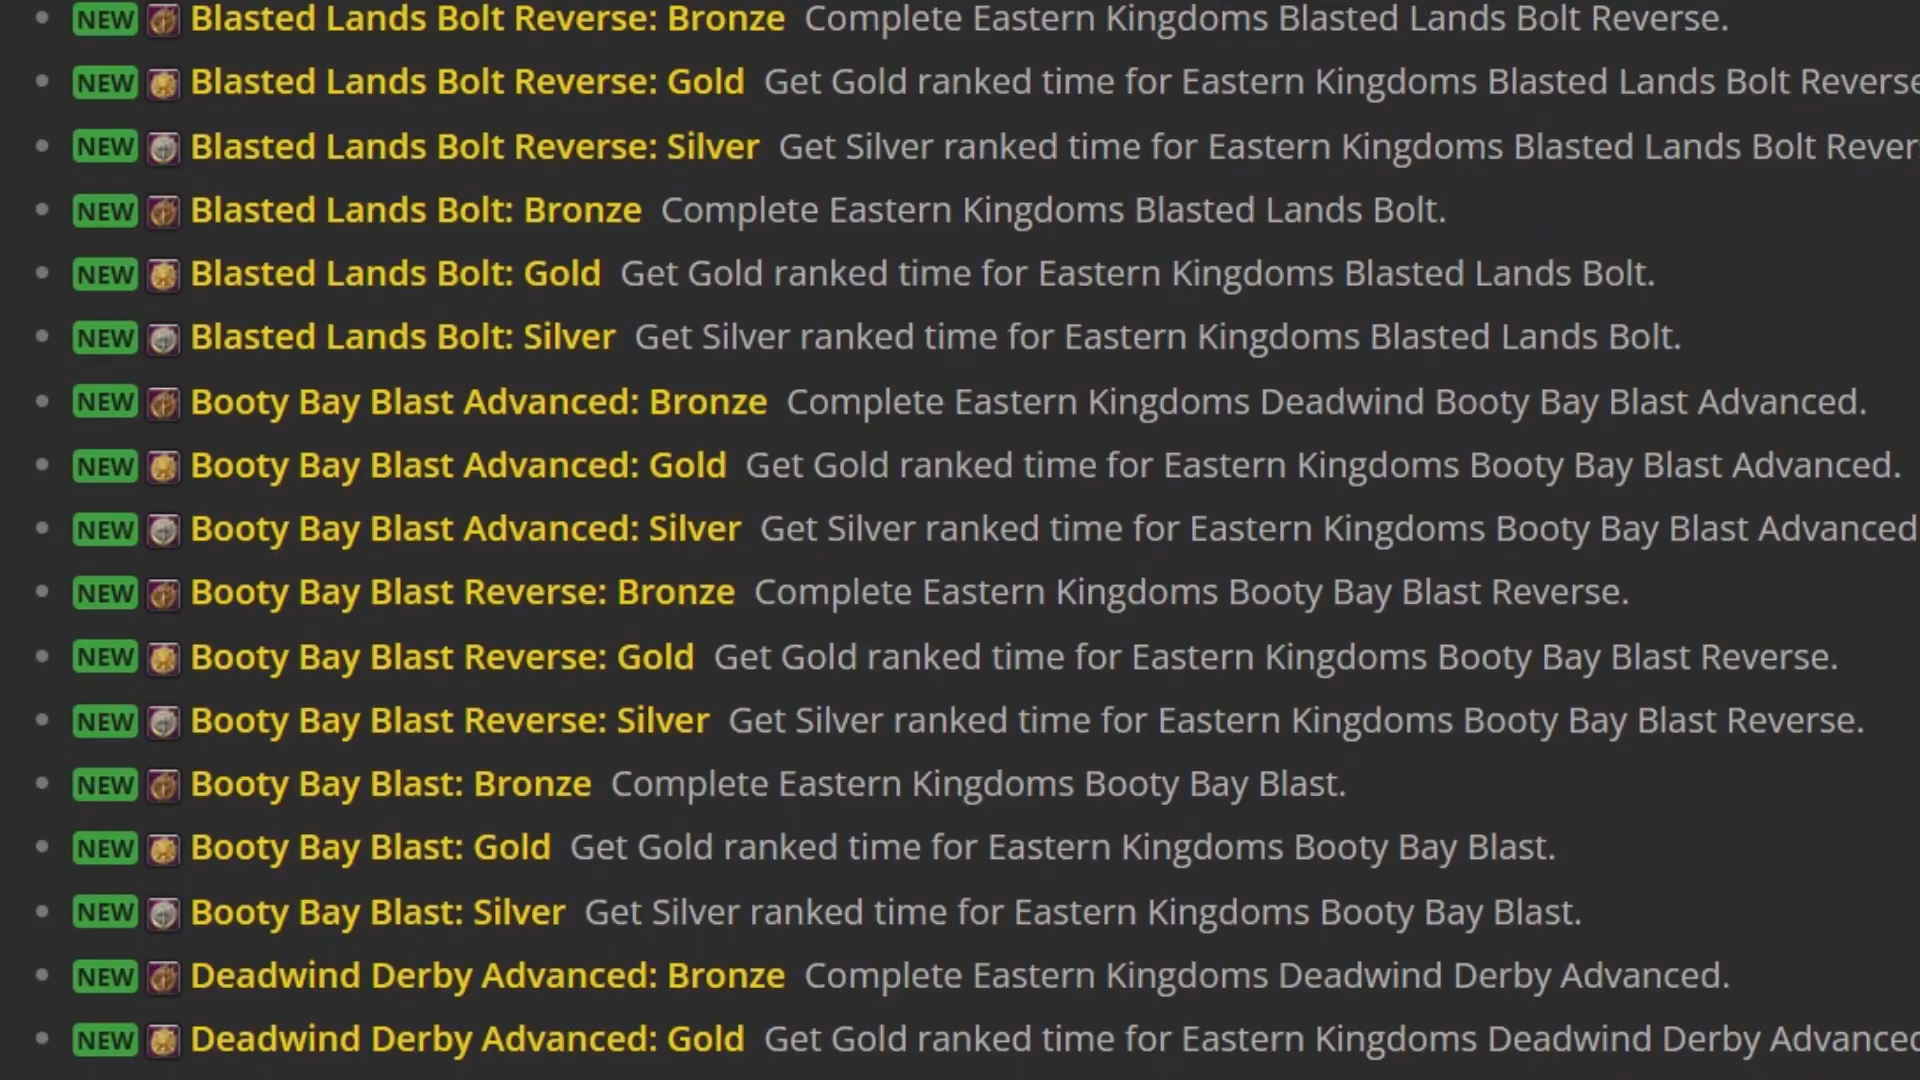 NEW Blasted Lands Bolt Reverse: Bronze Complete Eastern Kingdoms Blasted Lands Bolt Reverse.
NEW Blasted Lands Bolt Reverse: Gold Get Gold ranked time for Eastern Kingdoms Blasted Lands Bolt Reverse
NEW Blasted Lands Bolt Reverse: Silver Get Silver ranked time for Eastern Kingdoms Blasted Lands Bolt Rever
NEW Blasted Lands Bolt: Bronze Complete Eastern Kingdoms Blasted Lands Bolt.
NEW Blasted Lands Bolt: Gold Get Gold ranked time for Eastern Kingdoms Blasted Lands Bolt.
NEW Blasted Lands Bolt: Silver Get Silver ranked time for Eastern Kingdoms Blasted Lands Bolt.
NEW Booty Bay Blast Advanced: Bronze Complete Eastern Kingdoms Deadwind Booty Bay Blast Advanced.
NEW Booty Bay Blast Advanced: Gold Get Gold ranked time for Eastern Kingdoms Booty Bay Blast Advanced.
NEW Booty Bay Blast Advanced: Silver Get Silver ranked time for Eastern Kingdoms Booty Bay Blast Advanced
NEW Booty Bay Blast Reverse: Bronze Complete Eastern Kingdoms Booty Bay Blast Reverse.
NEW Booty Bay Blast Reverse: Gold Get Gold ranked time for Eastern Kingdoms Booty Bay Blast Reverse.
NEW Booty Bay Blast Reverse: Silver Get Silver ranked time for Eastern Kingdoms Booty Bay Blast Reverse.
NEW Booty Bay Blast: Bronze Complete Eastern Kingdoms Booty Bay Blast.
NEW Booty Bay Blast: Gold Get Gold ranked time for Eastern Kingdoms Booty Bay Blast.
NEW Booty Bay Blast: Silver Get Silver ranked time for Eastern Kingdoms Booty Bay Blast.
NEW Deadwind Derby Advanced: Bronze Complete Eastern Kingdoms Deadwind Derby Advanced.
NEW Deadwind Derby Advanced: Gold Get Gold ranked time for Eastern Kingdoms Deadwind Derby Advanced